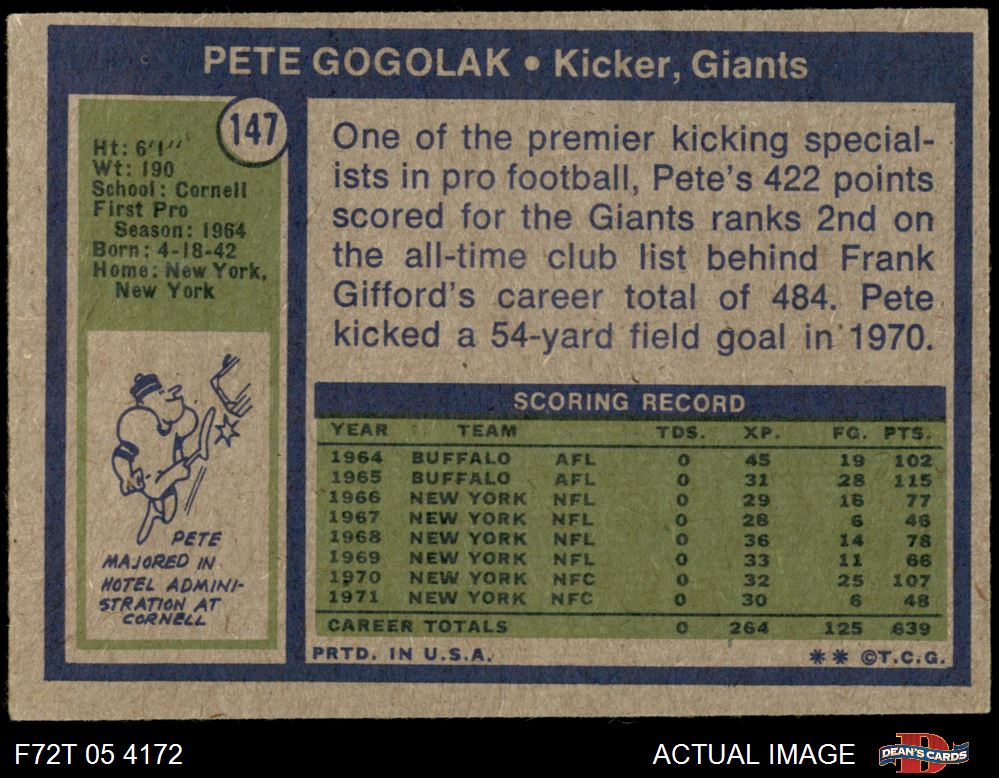 PETE GOGOLAK • Kicker, Giants
147
Ht: 6'1''
Wt: 190
School: Cornell
First Pro
Season: 1964
Born: 4-18-42
Home: New York,
New York
PETE
MAJORED IN
HOTEL ADMINI-
STRATION AT
CORNELL
One of the premier kicking special-
ists in pro football, Pete's 422 points
scored for the Giants ranks 2nd on
the all-time club list behind Frank
Gifford's career total of 484. Pete
kicked a 54-yard field goal in 1970.
SCORING RECORD
YEAR TEAM TDS. XP. FG. PTS.
1964 BUFFALO AFL 0 45 19 102
1965 BUFFALO AFL 0 31 28 115
1966 NEW YORK NFL 0 29 16 77
1967 NEW YORK NFL 0 28 6 46
1968 NEW YORK NFL 0 36 14 78
1969 NEW YORK NFL 0 33 11 66
1970 NEW YORK NFC 0 32 25 107
1971 NEW YORK NFC 0 30 6 48
CAREER TOTALS 0 264 125 639
PRTD. IN U.S.A. ** ©T.C.G.
F72T 05 4172 ACTUAL IMAGE D DEAN'S CARDS